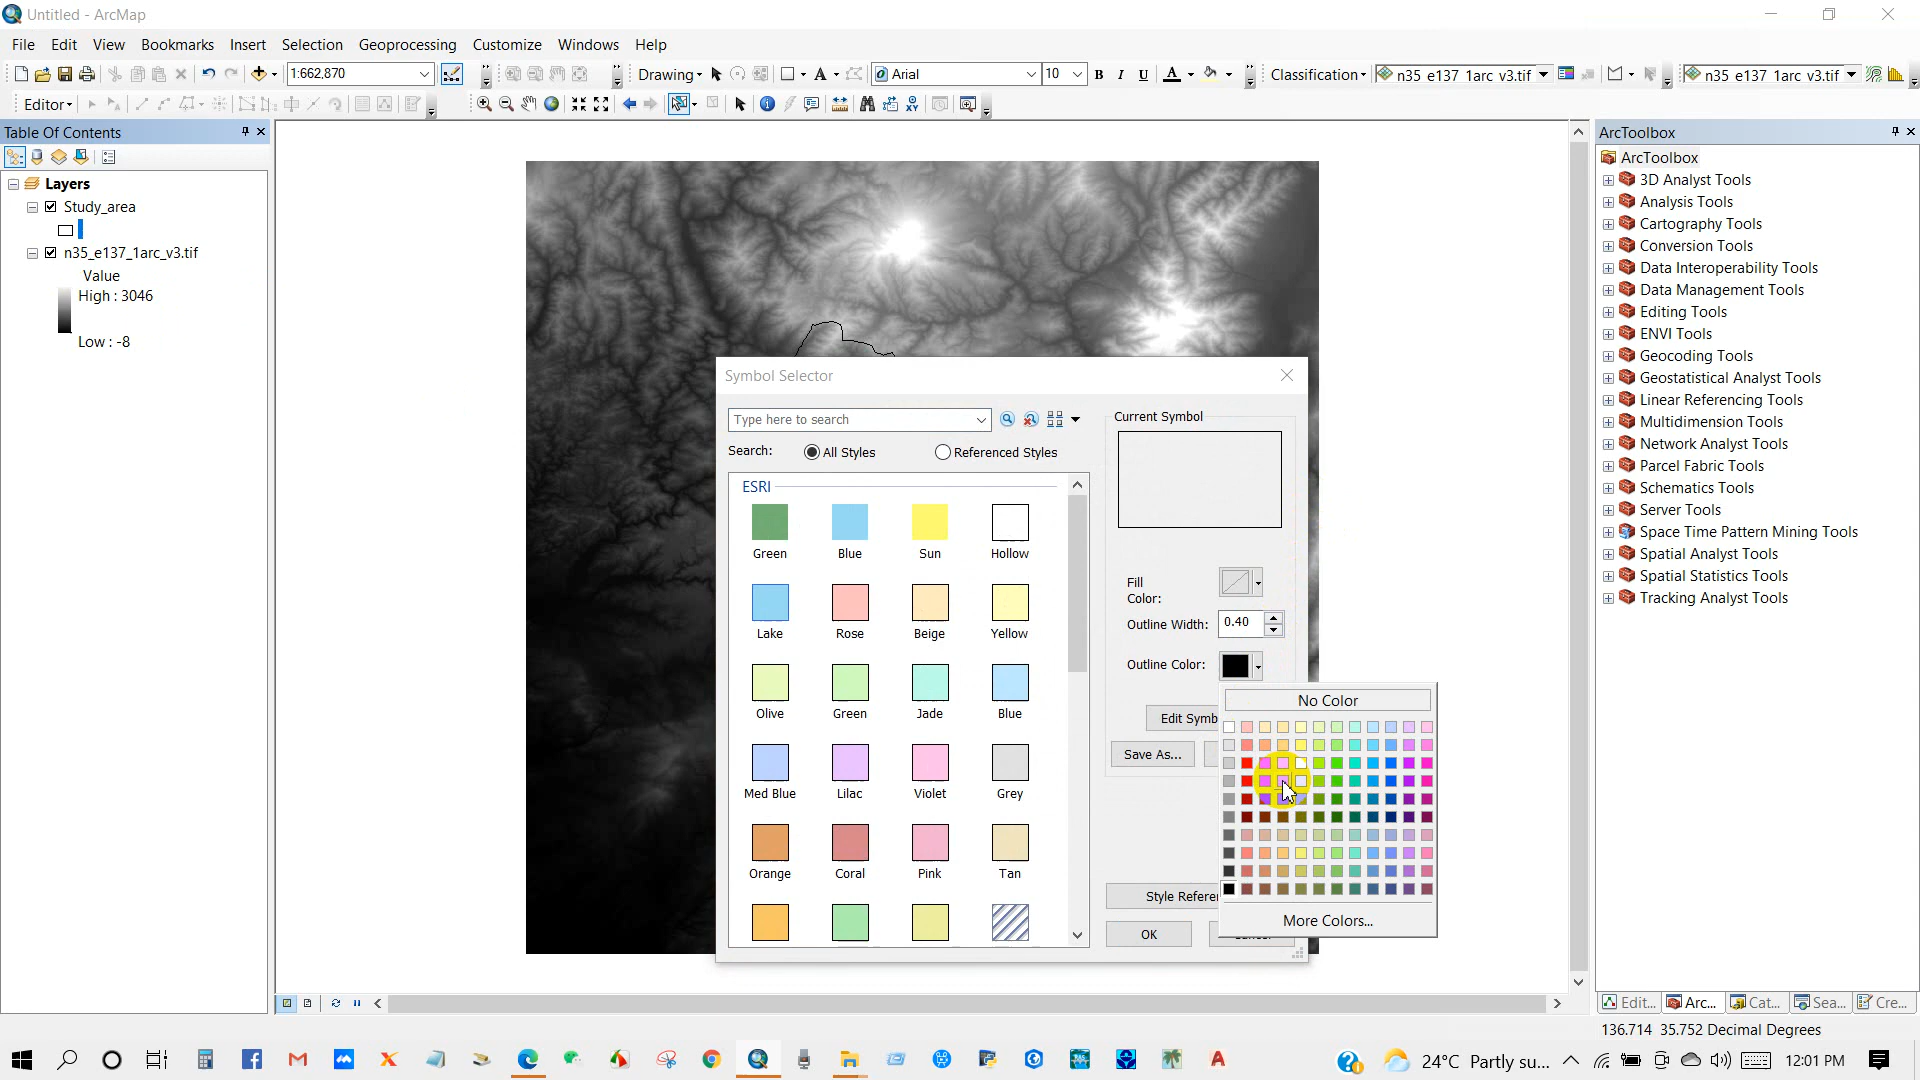 Untitled - ArcMap
File Edit View Bookmarks Insert Selection Geoprocessing Customize Windows Help
1:662,870 Drawing A Arial 10 B I U A Classification n35 e137 1arc v3.tif n35 e137 1arc v3.tif
Editor
Table Of Contents
Layers
Study_area
n35_e137_1arc_v3.tif
Value
High : 3046
Low : -8
Symbol Selector
Type here to search
Search: All Styles Referenced Styles
ESRI
Green Blue Sun Hollow
Lake Rose Beige Yellow
Olive Green Jade Blue
Med Blue Lilac Violet Grey
Orange Coral Pink Tan
Current Symbol
Fill
Color:
Outline Width: 0.40
Outline Color:
No Color
More Colors...
Edit Symb
Save As...
Style Referen
OK
ArcToolbox
ArcToolbox
3D Analyst Tools
Analysis Tools
Cartography Tools
Conversion Tools
Data Interoperability Tools
Data Management Tools
Editing Tools
ENVI Tools
Geocoding Tools
Geostatistical Analyst Tools
Linear Referencing Tools
Multidimension Tools
Network Analyst Tools
Parcel Fabric Tools
Schematics Tools
Server Tools
Space Time Pattern Mining Tools
Spatial Analyst Tools
Spatial Statistics Tools
Tracking Analyst Tools
Edit... Arc... Cat... Sea... Cre...
136.714 35.752 Decimal Degrees
24°C Partly su... 12:01 PM